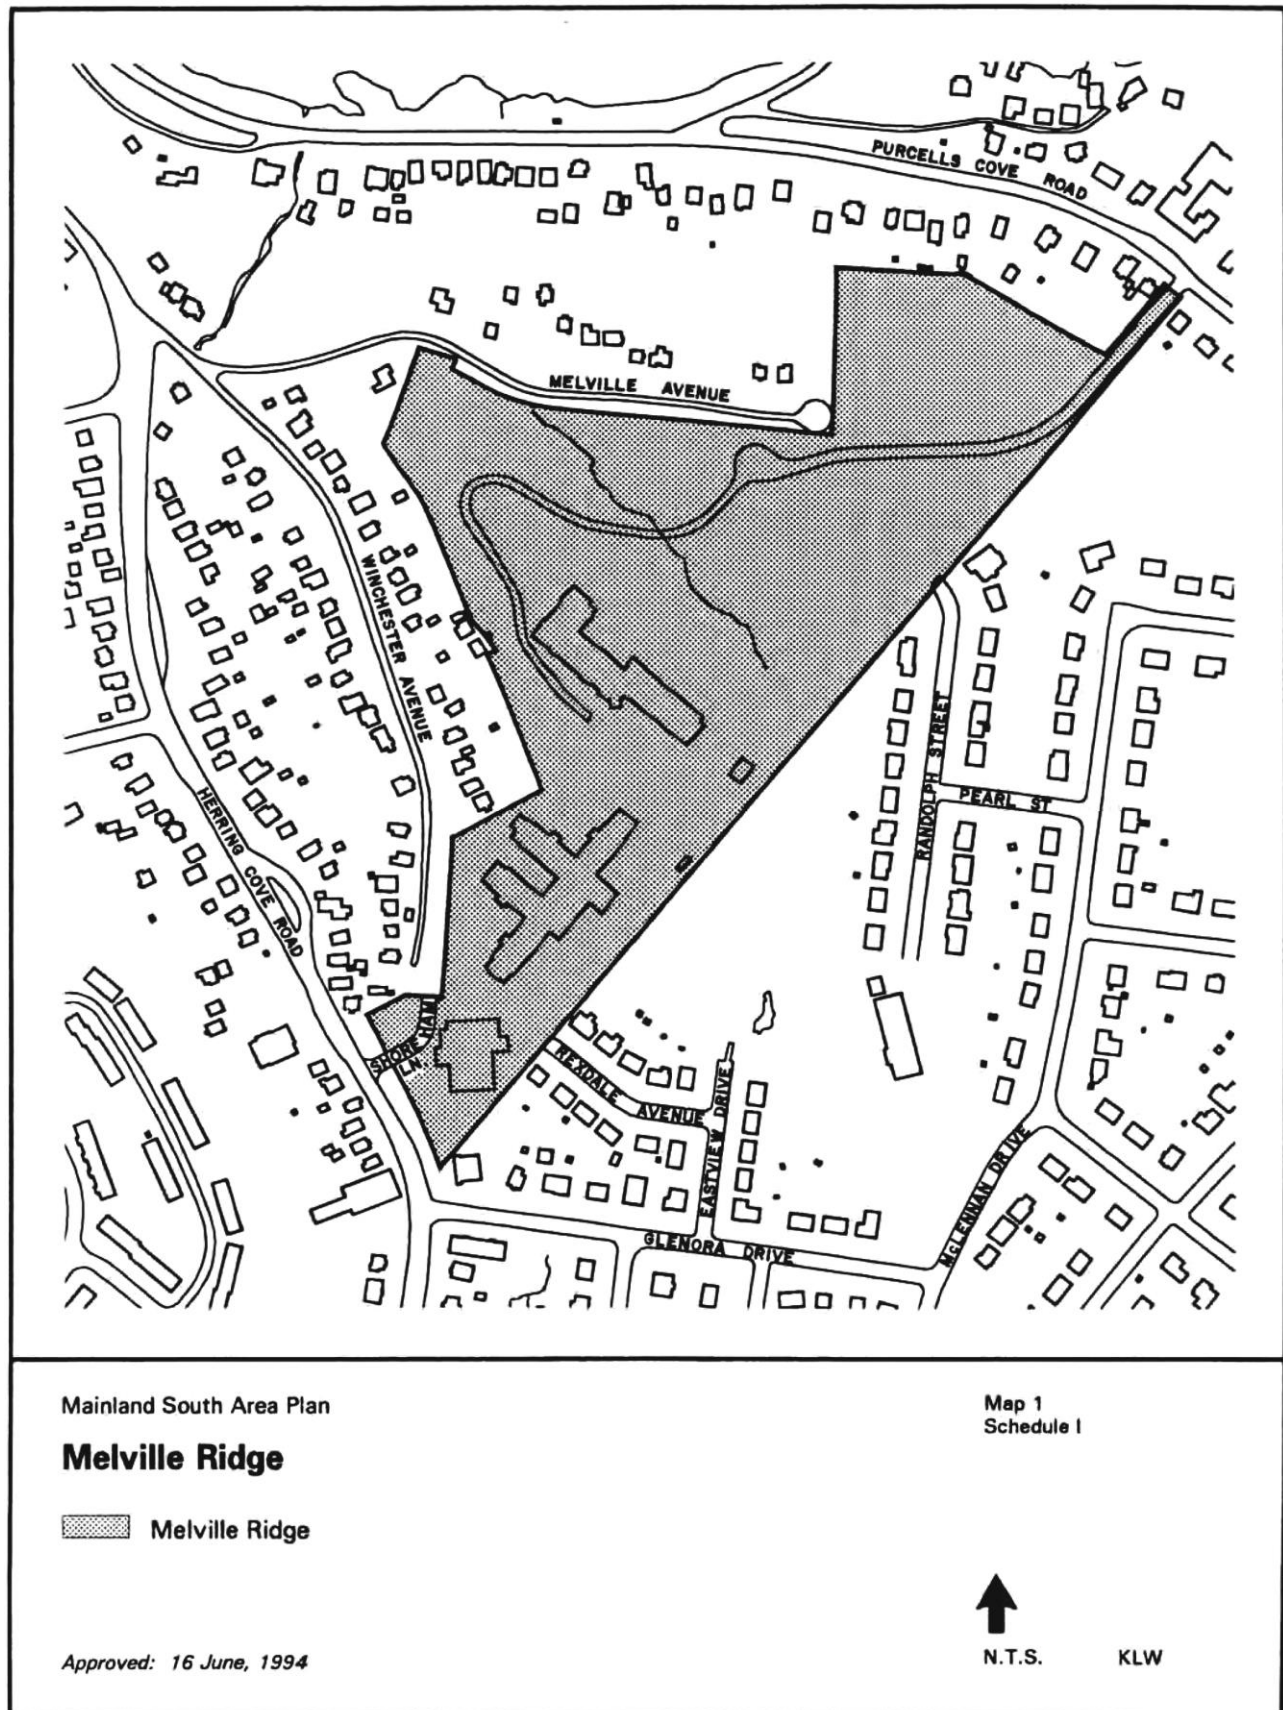 PURCELLS COVE ROAD
MELVILLE AVENUE
WINCHESTER AVENUE
HERRING COVE ROAD
RANDOLPH STREET
PEARL ST
SHOREHAM
LN.
REXDALE AVENUE
EASTVIEW DRIVE
GLENORA DRIVE
McLENNAN DRIVE
Mainland South Area Plan
Map 1
Schedule I
Melville Ridge
Melville Ridge
Approved: 16 June, 1994
N.T.S.
KLW